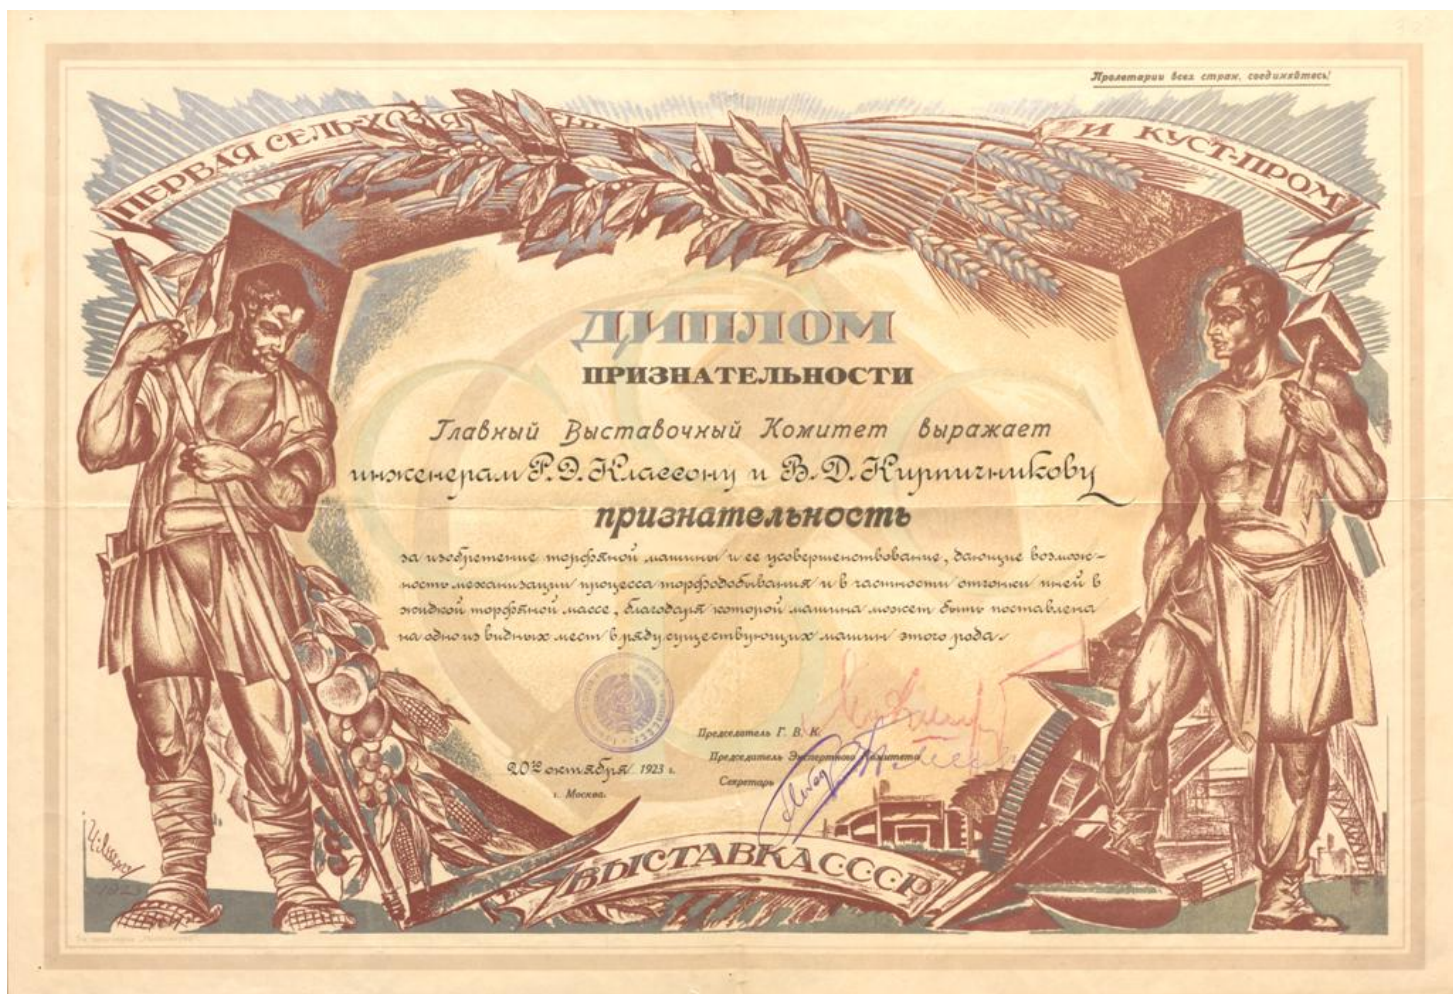 Пролетарии всех стран, соединяйтесь!
ПЕРВАЯ СЕЛЬ-ХОЗЯ И КУСТ-ПРОМ
ДИПЛОМ
ПРИЗНАТЕЛЬНОСТИ
Главный Выставочный Комитет выражает
инженерам Р.Э.Классону и В.Д.Кирпичникову
признательность
за изобретение торфяной машины и ее усовершенствование, дающие возмож-
ность механизации процесса торфодобывания и в частности отгонки пней в
жидкой торфяной массе, благодаря которой машина может быть поставлена
на одно из видных мест в ряду существующих машин этого рода.
Председатель Г. В. К.
Председатель Экспертного Комитета
Секретарь
20го октября 1923 г.
г. Москва.
ВЫСТАВКА СССР